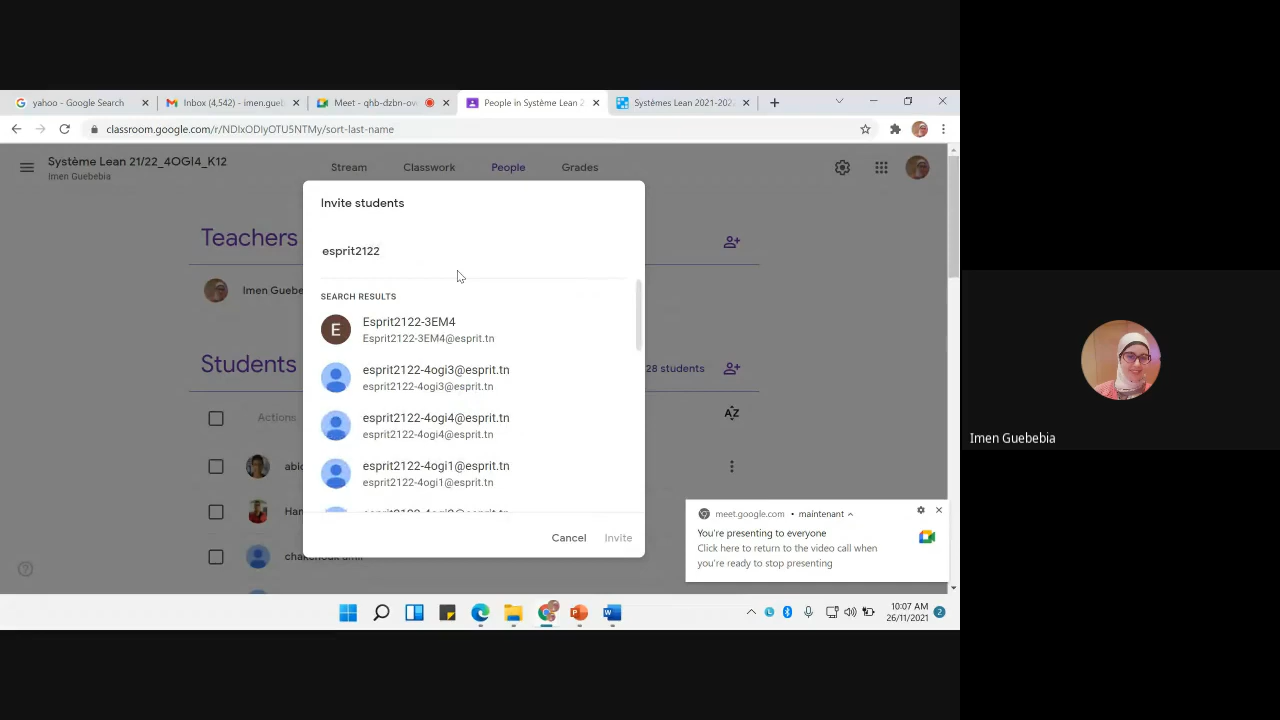 yahoo - Google Search
Inbox (4,542) - imen.gueb
Meet - qhb-dzbn-ov
People in Système Lean 2
Systèmes Lean 2021-202
classroom.google.com/r/NDIxODIyOTU5NTMy/sort-last-name
Système Lean 21/22_4OGI4_K12
Imen Guebebia
Stream
Classwork
People
Grades
Invite students
esprit2122
Teachers
Imen Guebe
SEARCH RESULTS
Esprit2122-3EM4
Esprit2122-3EM4@esprit.tn
esprit2122-4ogi3@esprit.tn
esprit2122-4ogi3@esprit.tn
esprit2122-4ogi4@esprit.tn
esprit2122-4ogi4@esprit.tn
esprit2122-4ogi1@esprit.tn
esprit2122-4ogi1@esprit.tn
Cancel
Invite
Students
28 students
Actions
AZ
abid
Han
E
meet.google.com • maintenant
You're presenting to everyone
Click here to return to the video call when
you're ready to stop presenting
10:07 AM
26/11/2021
2
Imen Guebebia